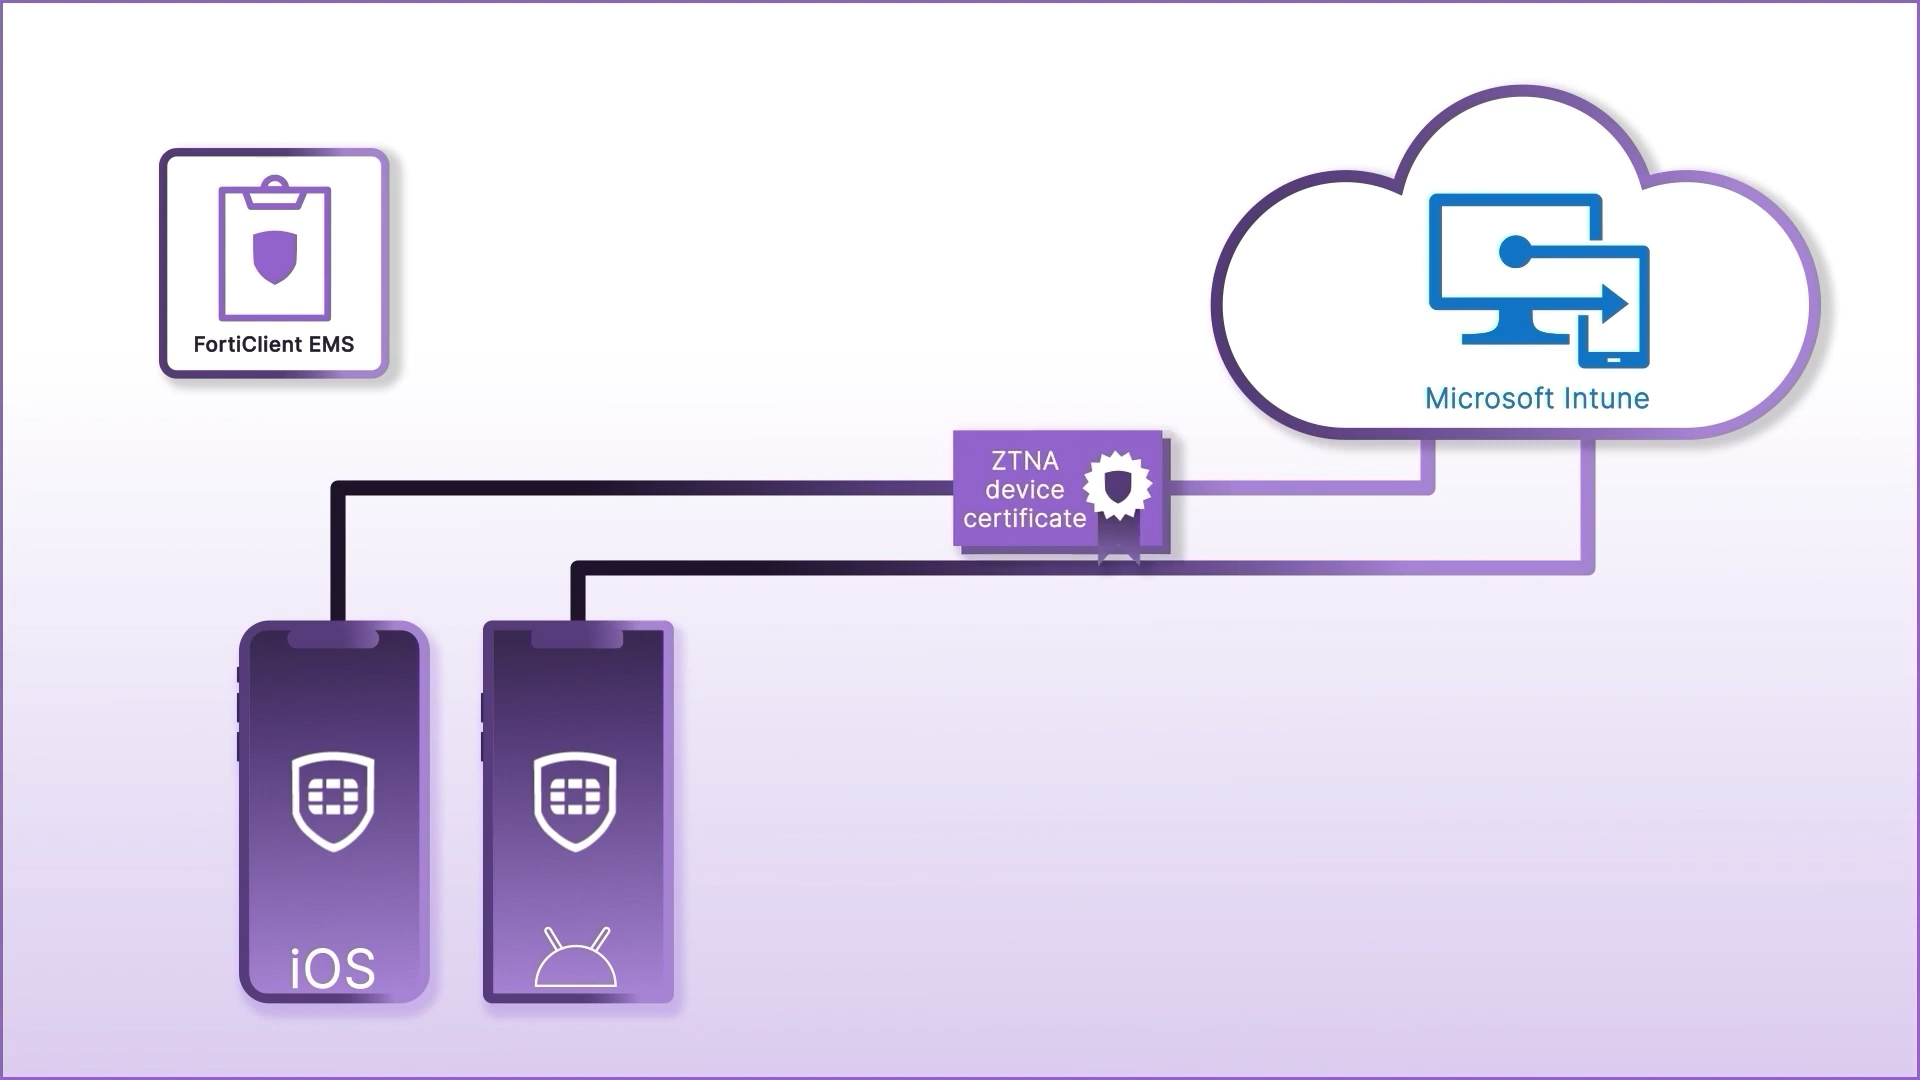 FortiClient EMS
Microsoft Intune
ZTNA
device
certificate
iOS